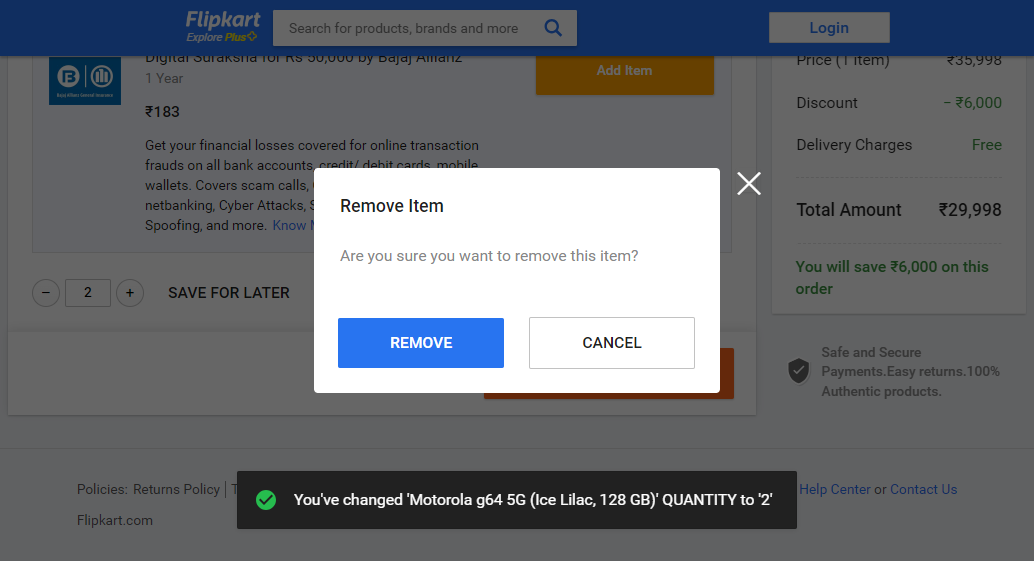 Flipkart
Explore Plus
Search for products, brands and more
Login
Digital Suraksha for Rs 50,000 by Bajaj Allianz
1 Year
₹183
Add Item
Get your financial losses covered for online transaction
frauds on all bank accounts, credit/ debit cards, mobile
wallets. Covers scam calls,
netbanking, Cyber Attacks,
Spoofing, and more. Know
2
SAVE FOR LATER
Price (1 item)
₹35,998
Discount
− ₹6,000
Delivery Charges
Free
Total Amount
₹29,998
You will save ₹6,000 on this
order
Safe and Secure
Payments.Easy returns.100%
Authentic products.
Remove Item
Are you sure you want to remove this item?
REMOVE
CANCEL
You've changed 'Motorola g64 5G (Ice Lilac, 128 GB)' QUANTITY to '2'
Policies: Returns Policy |
Help Center or Contact Us
Flipkart.com